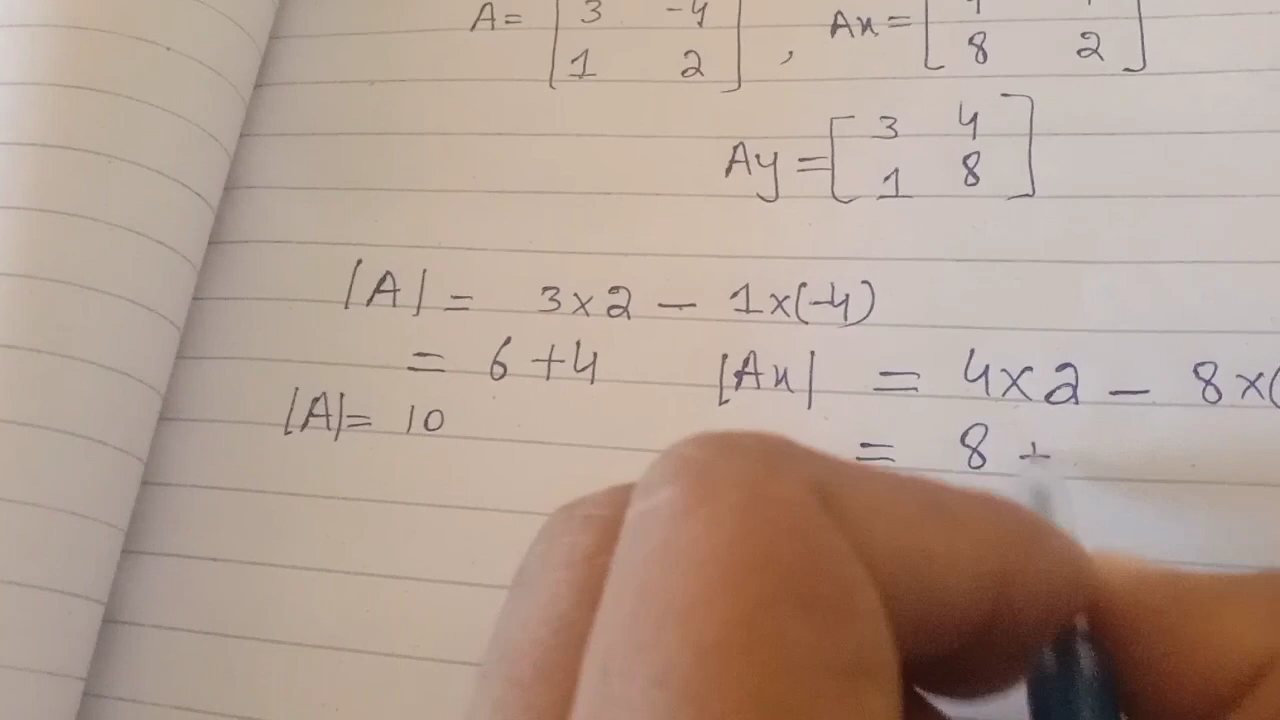 A= [ 3 -4 , Ax= [
1 2 ] 8 2 ]
Ay = [ 3 4
1 8 ]
|A| = 3x2 - 1x(-4)
= 6 +4 |Ax| = 4x2 - 8x(
|A|= 10 = 8 +